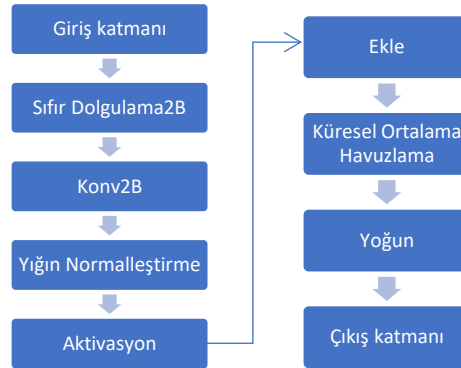 Giriş katmanı
Sıfır Dolgulama2B
Konv2B
Yığın Normalleştirme
Aktivasyon
Ekle
Küresel Ortalama
Havuzlama
Yoğun
Çıkış katmanı